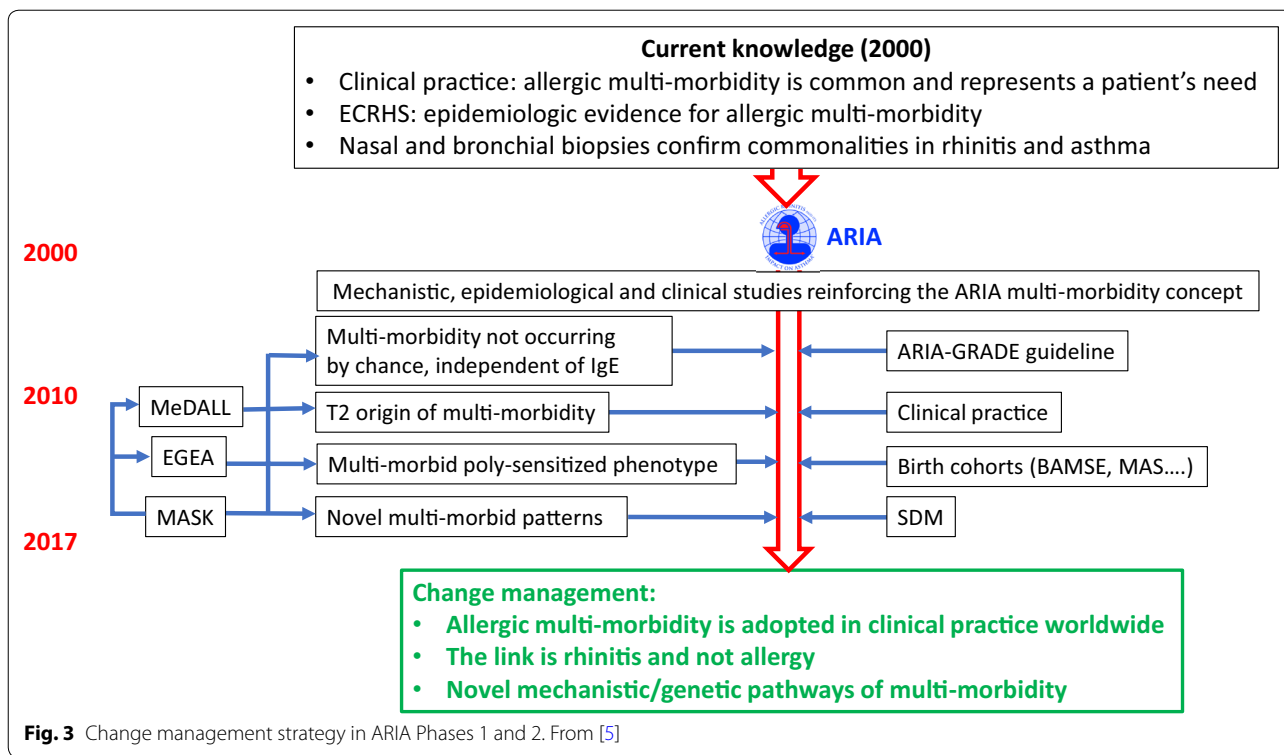 Current knowledge (2000)
• Clinical practice: allergic multi-morbidity is common and represents a patient's need
• ECRHS: epidemiologic evidence for allergic multi-morbidity
• Nasal and bronchial biopsies confirm commonalities in rhinitis and asthma
ARIA
2000
Mechanistic, epidemiological and clinical studies reinforcing the ARIA multi-morbidity concept
Multi-morbidity not occurring
by chance, independent of IgE
ARIA-GRADE guideline
2010
MeDALL
T2 origin of multi-morbidity
Clinical practice
EGEA
Multi-morbid poly-sensitized phenotype
Birth cohorts (BAMSE, MAS....)
MASK
Novel multi-morbid patterns
SDM
2017
Change management:
• Allergic multi-morbidity is adopted in clinical practice worldwide
• The link is rhinitis and not allergy
• Novel mechanistic/genetic pathways of multi-morbidity
Fig. 3 Change management strategy in ARIA Phases 1 and 2. From [5]